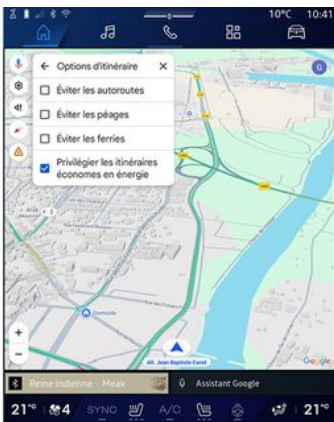 10°C 10:41
Options d'itinéraire
G
Éviter les autoroutes
Éviter les péages
Éviter les ferries
Privilégier les itinéraires
économes en énergie
All. Jean Baptiste Corot
Google
Reine indienne Meak
Assistant Google
21°C
4
SYNC
A/C
21°C